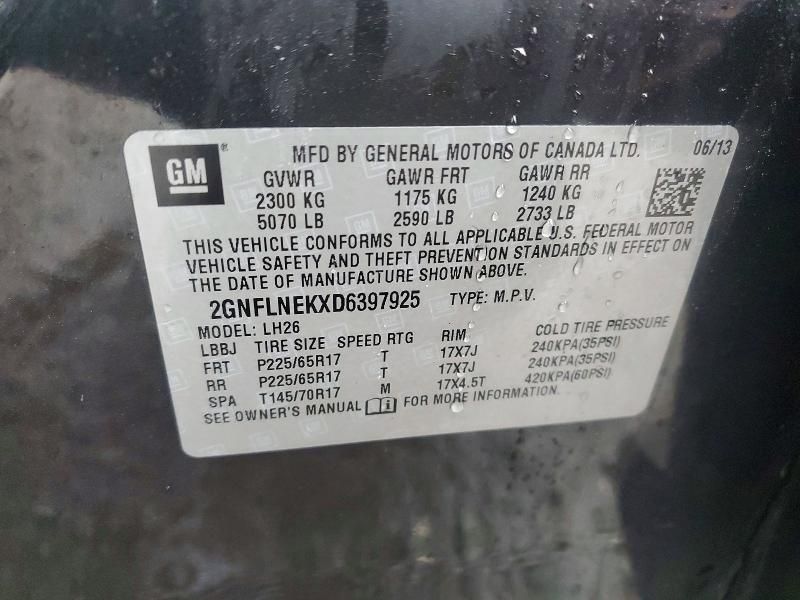 GM® MFD BY GENERAL MOTORS OF CANADA LTD. 06/13
GVWR GAWR FRT GAWR RR
2300 KG 1175 KG 1240 KG
5070 LB 2590 LB 2733 LB
THIS VEHICLE CONFORMS TO ALL APPLICABLE U.S. FEDERAL MOTOR
VEHICLE SAFETY AND THEFT PREVENTION STANDARDS IN EFFECT ON
THE DATE OF MANUFACTURE SHOWN ABOVE.
2GNFLNEKXD6397925 TYPE: M.P.V.
MODEL: LH26
LBBJ TIRE SIZE SPEED RTG RIM COLD TIRE PRESSURE
FRT P225/65R17 T 17X7J 240KPA(35PSI)
RR P225/65R17 T 17X7J 240KPA(35PSI)
SPA T145/70R17 M 17X4.5T 420KPA(60PSI)
SEE OWNER'S MANUAL FOR MORE INFORMATION.